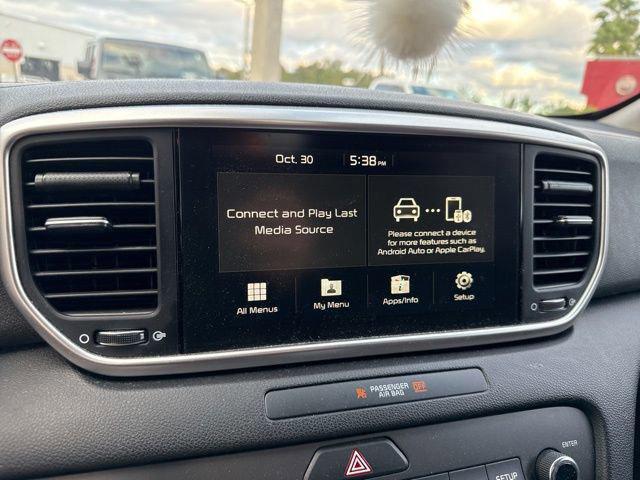 Oct. 30
5:38 PM
Connect and Play Last
Media Source
Please connect a device
for more features such as
Android Auto or Apple CarPlay.
All Menus
My Menu
Apps/Info
Setup
PASSENGER
AIR BAG
OFF
ENTER
SETUP